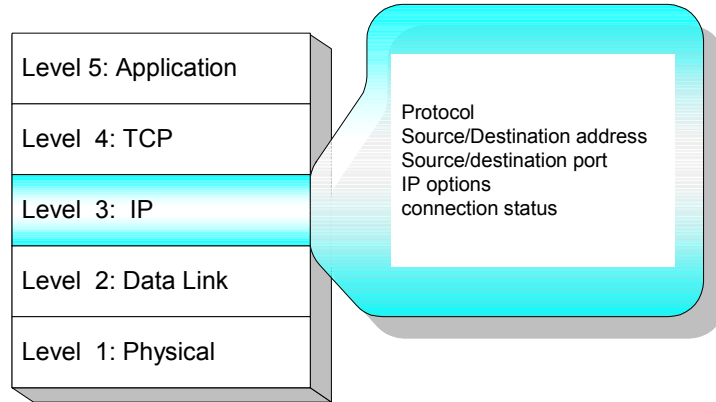 Level 5: Application
Level 4: TCP
Level 3: IP
Level 2: Data Link
Level 1: Physical
Protocol
Source/Destination address
Source/destination port
IP options
connection status